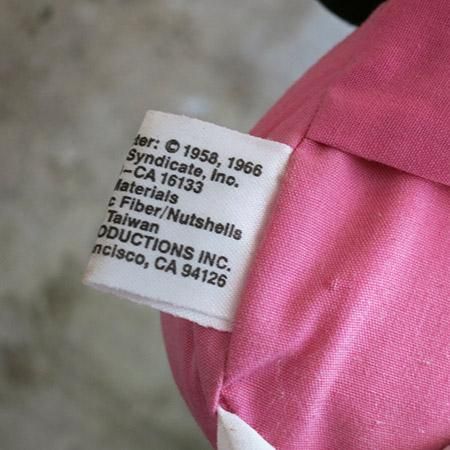 ter: © 1958, 1966
Syndicate, Inc.
–CA 16133
Materials
c Fiber/Nutshells
Taiwan
ODUCTIONS INC.
ncisco, CA 94126